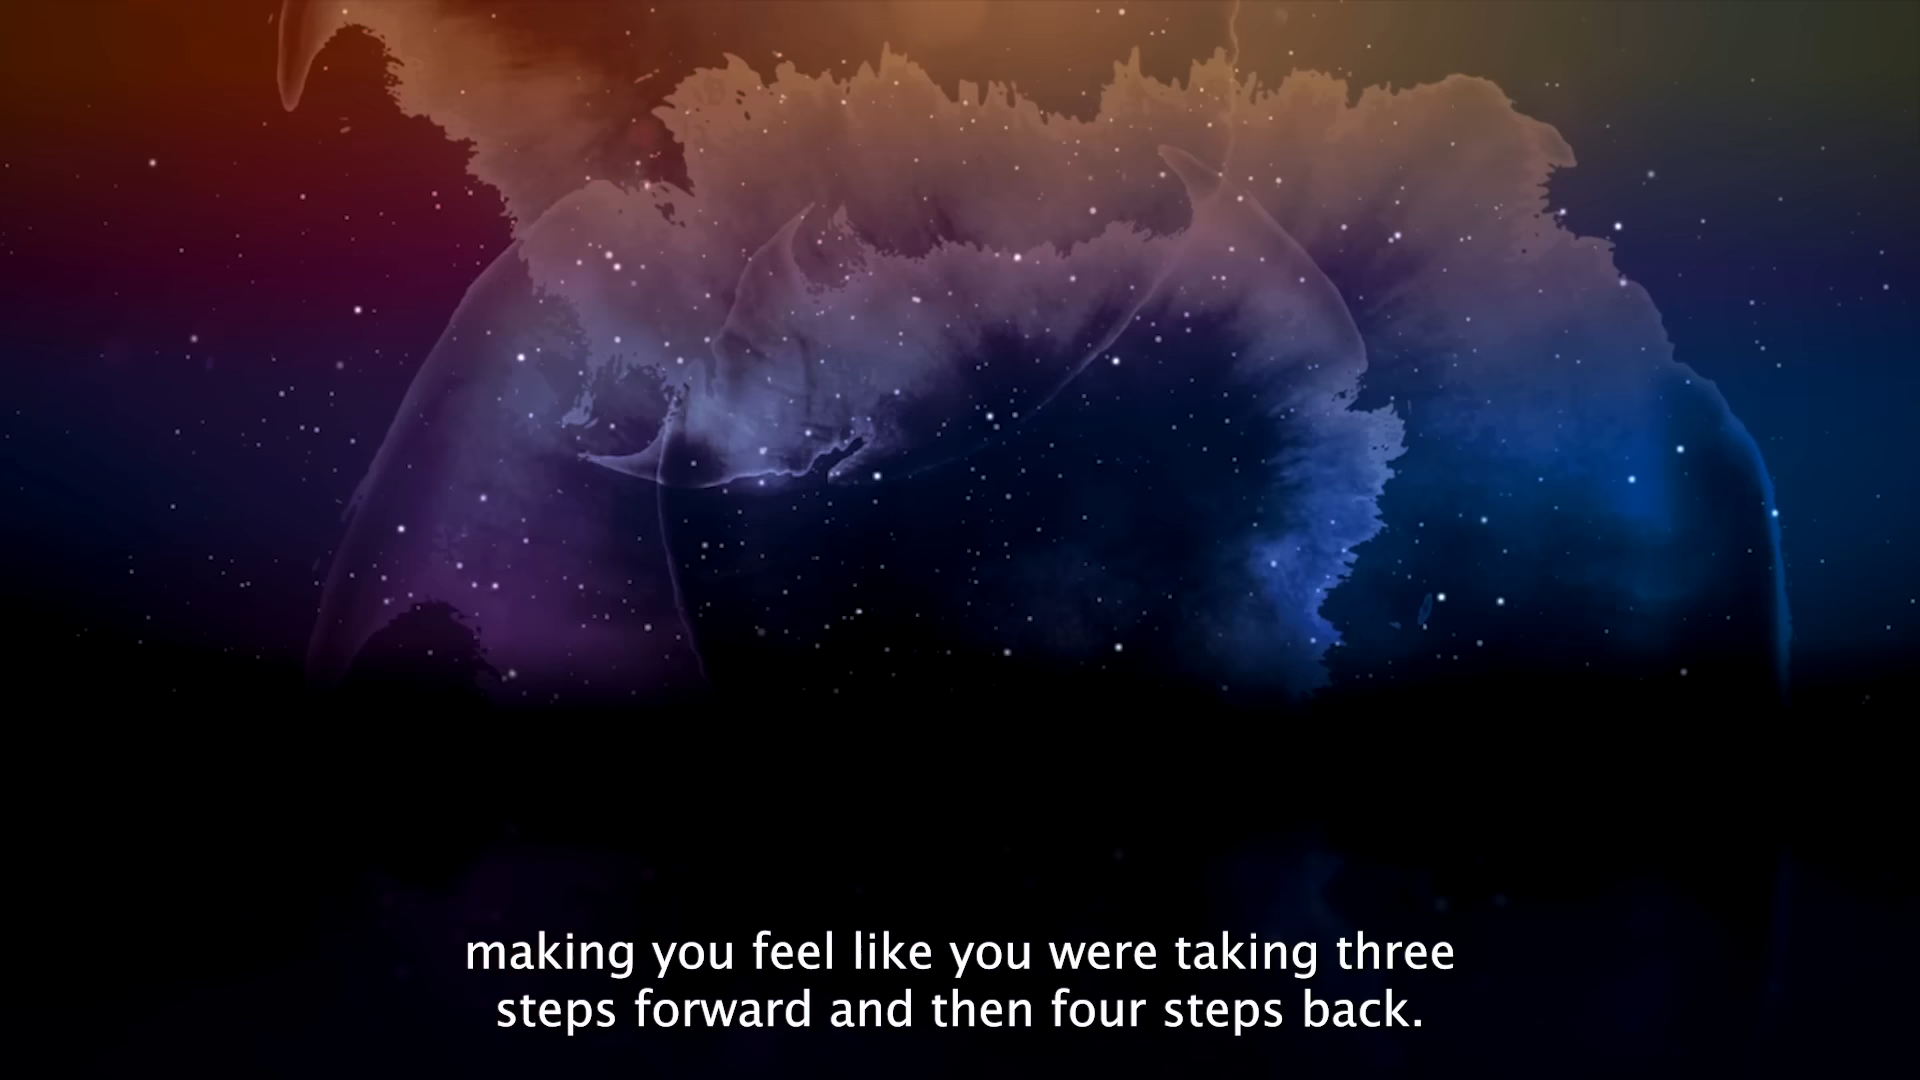 making you feel like you were taking three
steps forward and then four steps back.